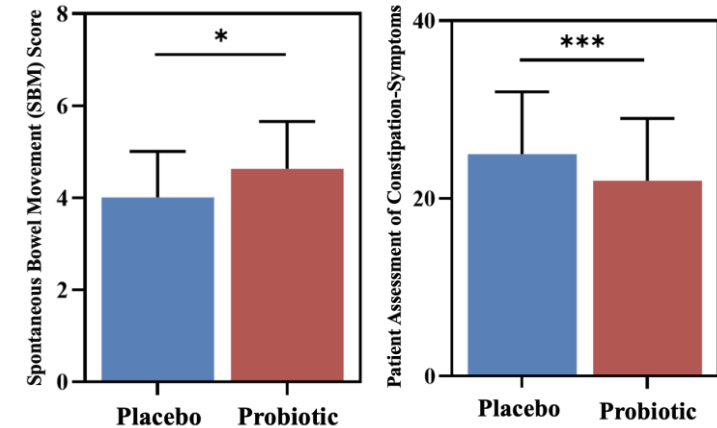 Spontaneous Bowel Movement (SBM) Score
8
6
4
2
0
*
Placebo Probiotic
Patient Assessment of Constipation-Symptoms
40
20
0
***
Placebo Probiotic